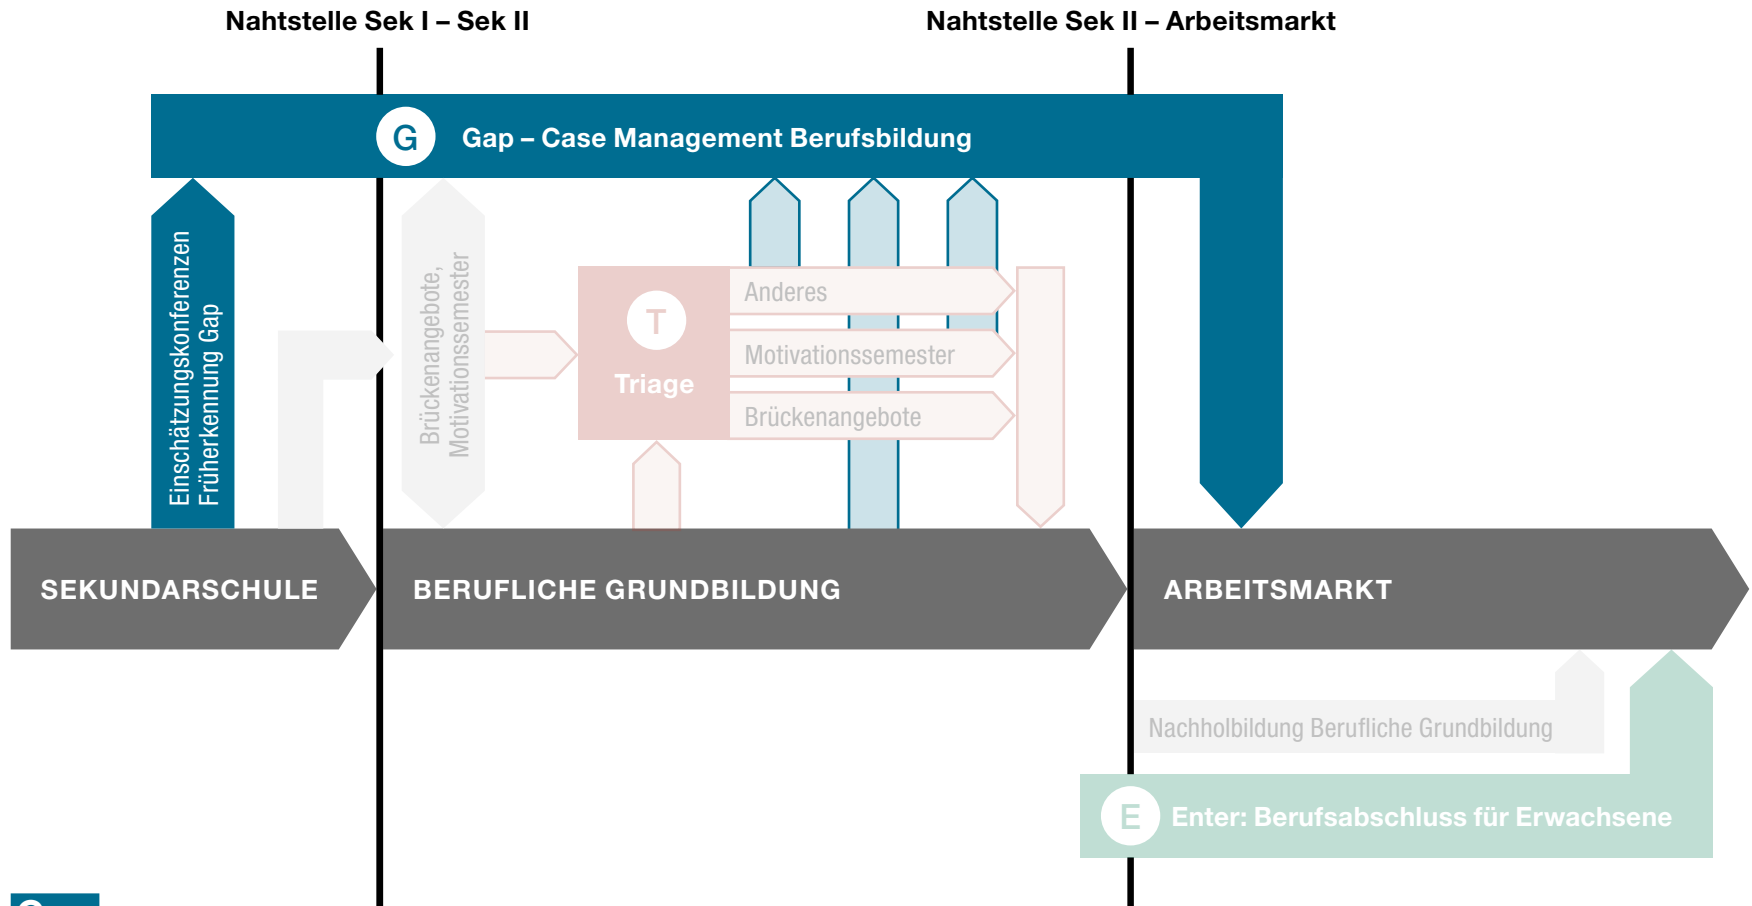 Nahtstelle Sek I – Sek II
Nahtstelle Sek II – Arbeitsmarkt
G
Gap – Case Management Berufsbildung
Einschätzungskonferenzen
Früherkennung Gap
Brückenangebote,
Motivationssemester
T
Triage
Anderes
Motivationssemester
Brückenangebote
SEKUNDARSCHULE
BERUFLICHE GRUNDBILDUNG
ARBEITSMARKT
Nachholbildung Berufliche Grundbildung
E
Enter: Berufsabschluss für Erwachsene